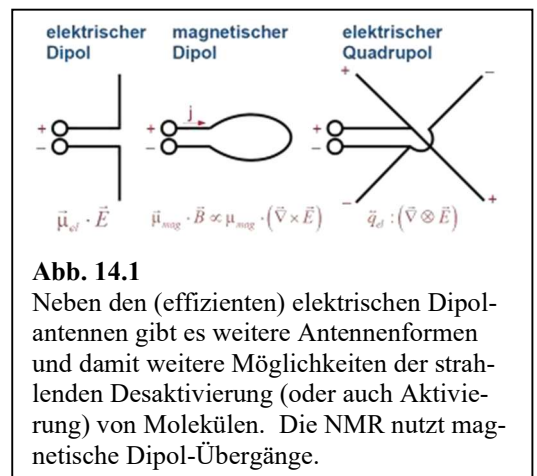 elektrischer Dipol
magnetischer Dipol
elektrischer Quadrupol
+
−
+
j
−
+
−
+
−
−
+
μ⃗el · E⃗
μ⃗mag · B⃗ ∝ μmag · (∇⃗ × E⃗)
q⃗el : (∇⃗ ⊗ E⃗)
Abb. 14.1
Neben den (effizienten) elektrischen Dipol-
antennen gibt es weitere Antennenformen
und damit weitere Möglichkeiten der strah-
lenden Desaktivierung (oder auch Aktivie-
rung) von Molekülen. Die NMR nutzt mag-
netische Dipol-Übergänge.